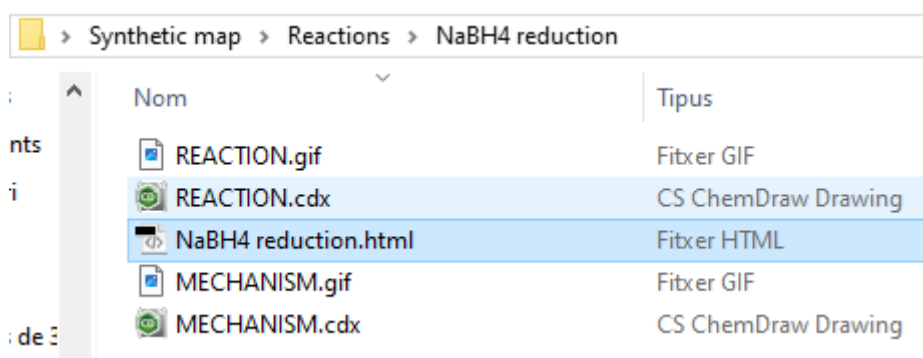 Synthetic map > Reactions > NaBH4 reduction
Nom Tipus
nts
REACTION.gif Fitxer GIF
ri
REACTION.cdx CS ChemDraw Drawing
NaBH4 reduction.html Fitxer HTML
MECHANISM.gif Fitxer GIF
MECHANISM.cdx CS ChemDraw Drawing
s de 3